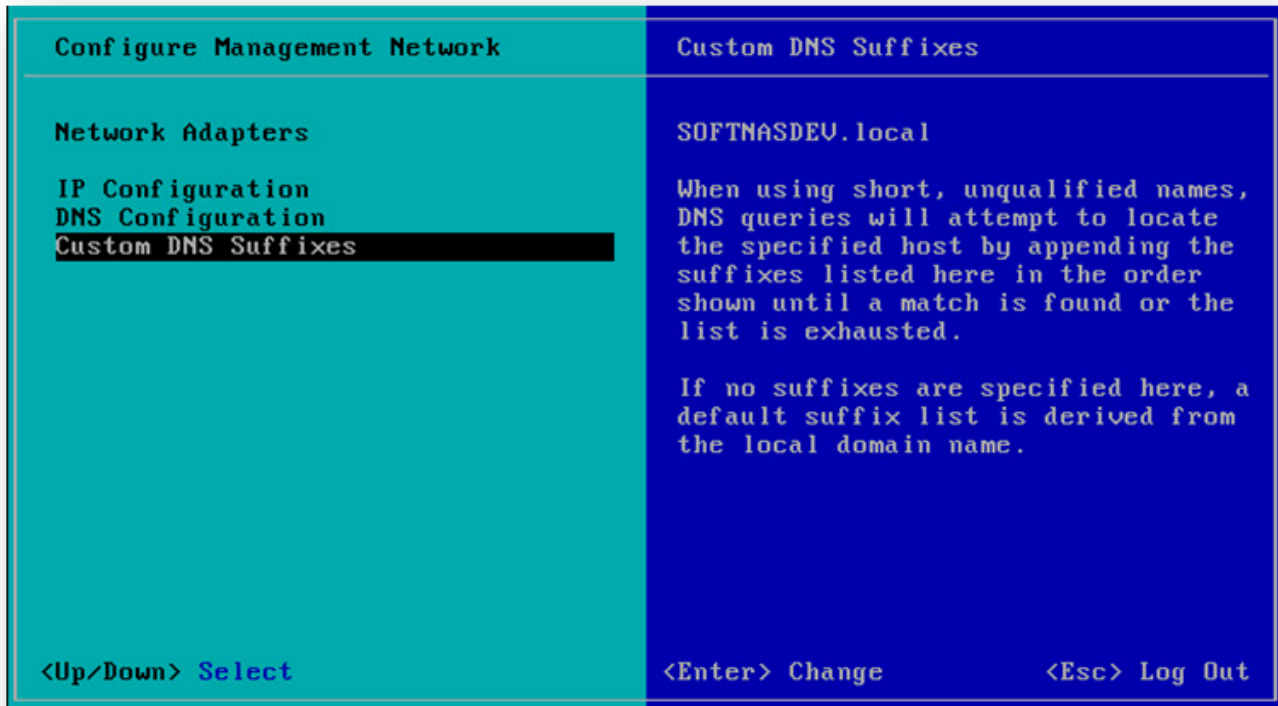 Configure Management Network
Network Adapters
IP Configuration
DNS Configuration
Custom DNS Suffixes
<Up/Down> Select
Custom DNS Suffixes
SOFTNASDEV.local
When using short, unqualified names,
DNS queries will attempt to locate
the specified host by appending the
suffixes listed here in the order
shown until a match is found or the
list is exhausted.
If no suffixes are specified here, a
default suffix list is derived from
the local domain name.
<Enter> Change
<Esc> Log Out